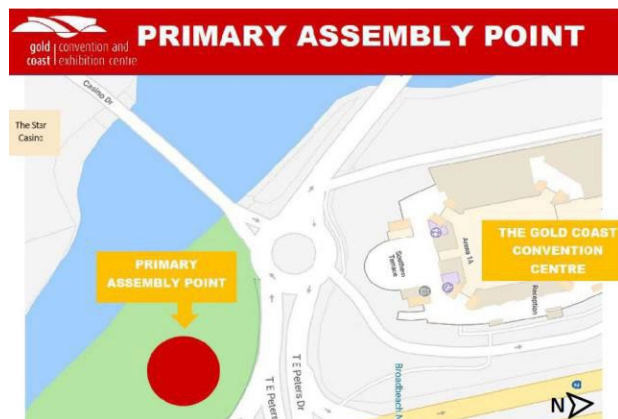 gold | convention and
coast | exhibition centre
PRIMARY ASSEMBLY POINT
Casino Dr
The Star
Casino
PRIMARY
ASSEMBLY POINT
Southern
Terrace
Arena 1A
THE GOLD COAST
CONVENTION
CENTRE
Reception
T E Peters
T E Peters Dr
Broadbeach
N